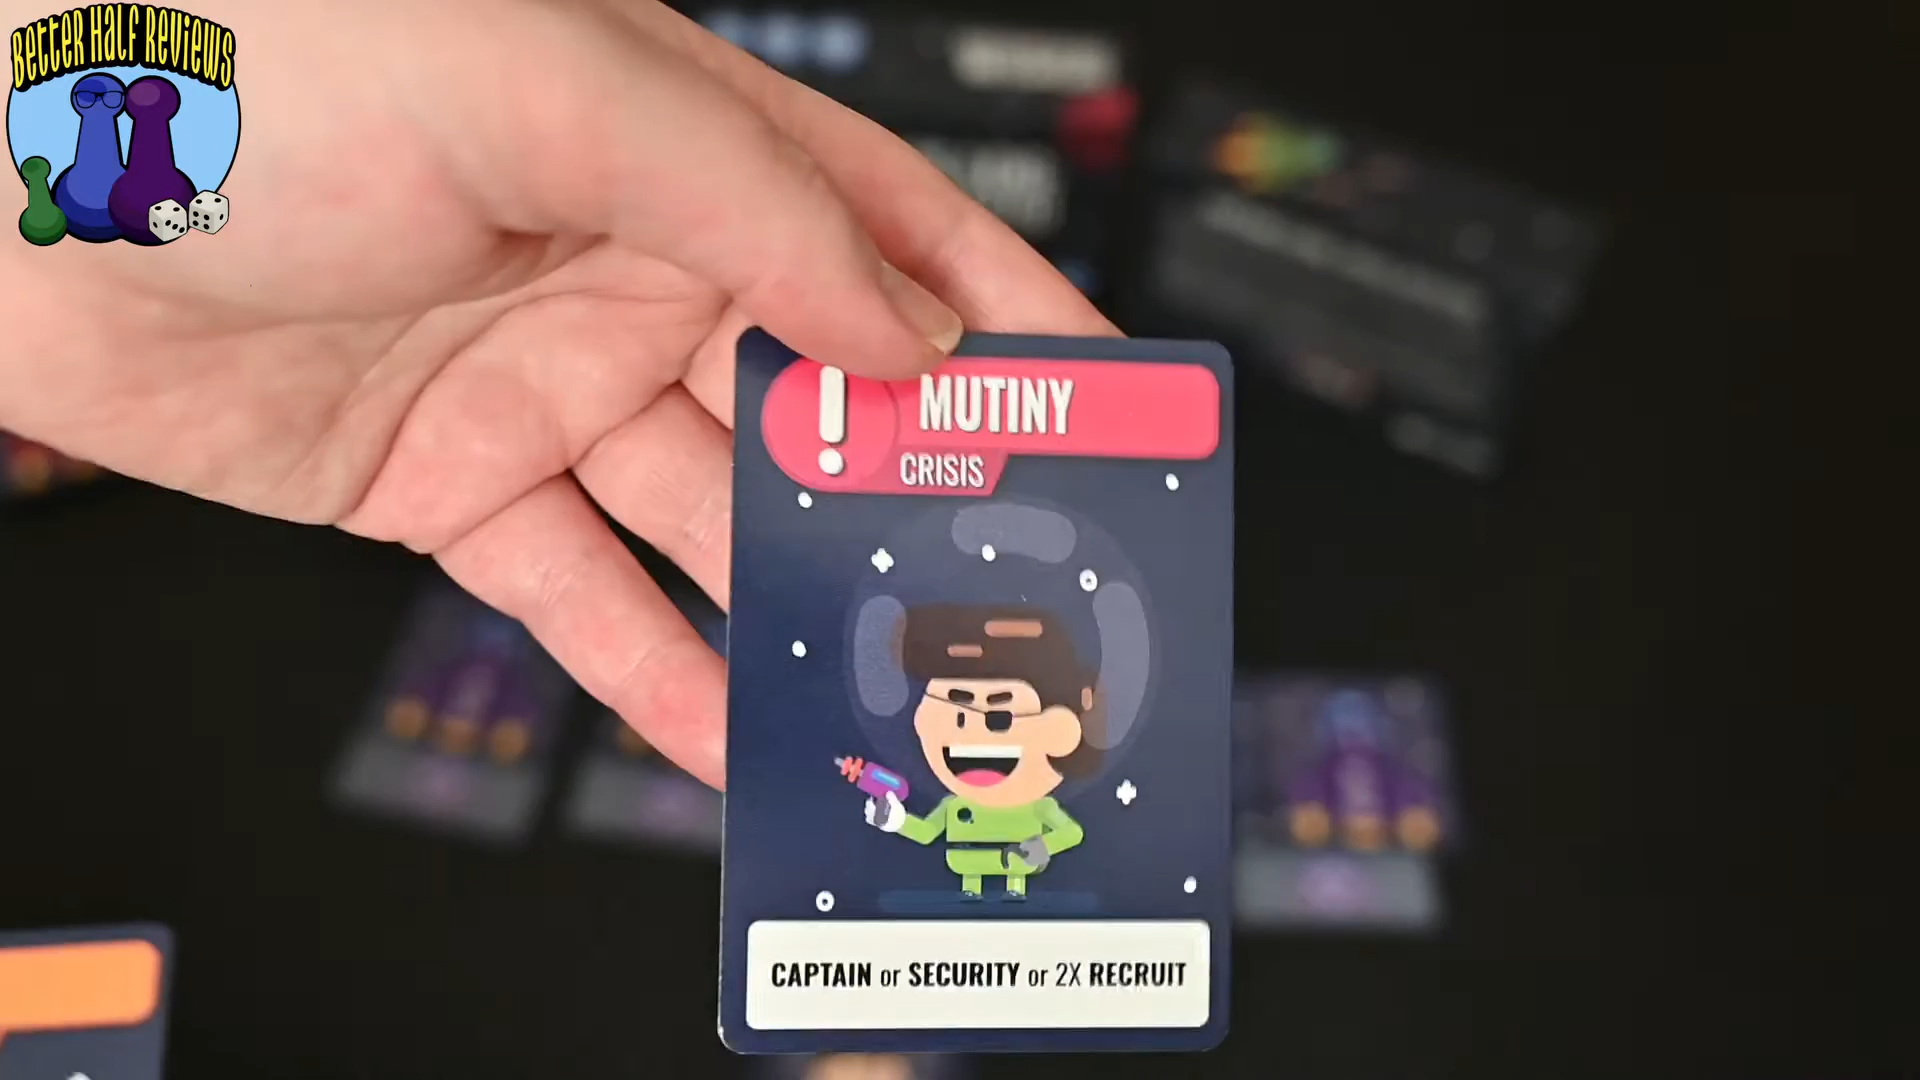 BETTER HALF REVIEWS
! MUTINY
CRISIS
CAPTAIN or SECURITY or 2X RECRUIT